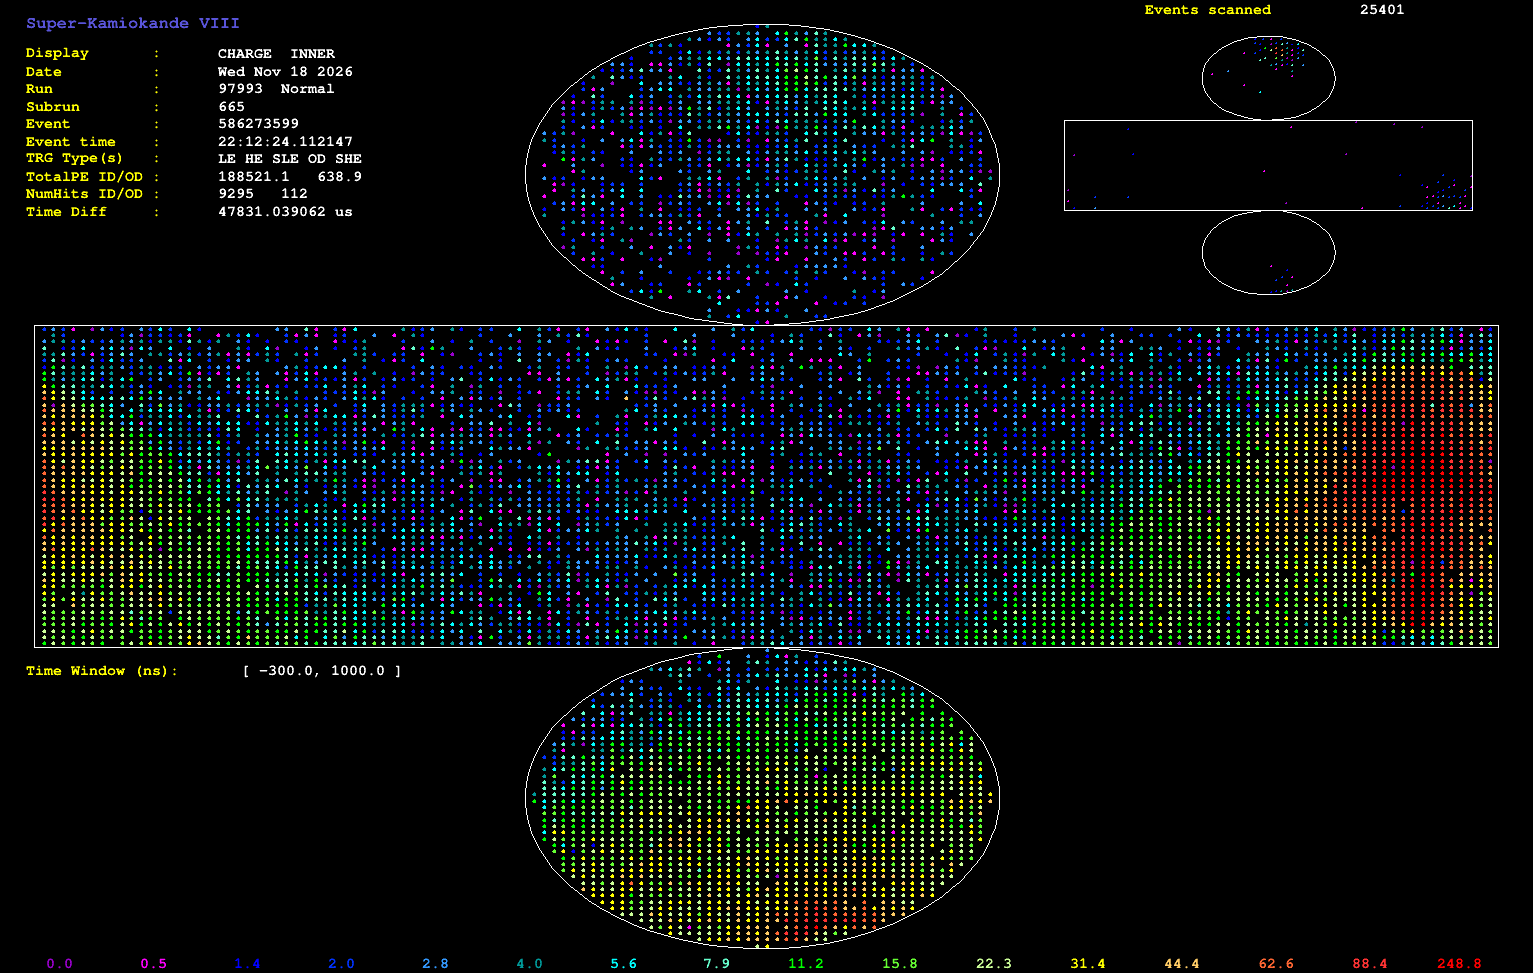 Super-Kamiokande VIII
Events scanned 25401
Display : CHARGE INNER
Date : Wed Nov 18 2026
Run : 97993 Normal
Subrun : 665
Event : 586273599
Event time : 22:12:24.112147
TRG Type(s) : LE HE SLE OD SHE
TotalPE ID/OD : 188521.1 638.9
NumHits ID/OD : 9295 112
Time Diff : 47831.039062 us
Time Window (ns): [ −300.0, 1000.0 ]
0.0 0.5 1.4 2.0 2.8 4.0 5.6 7.9 11.2 15.8 22.3 31.4 44.4 62.6 88.4 248.8